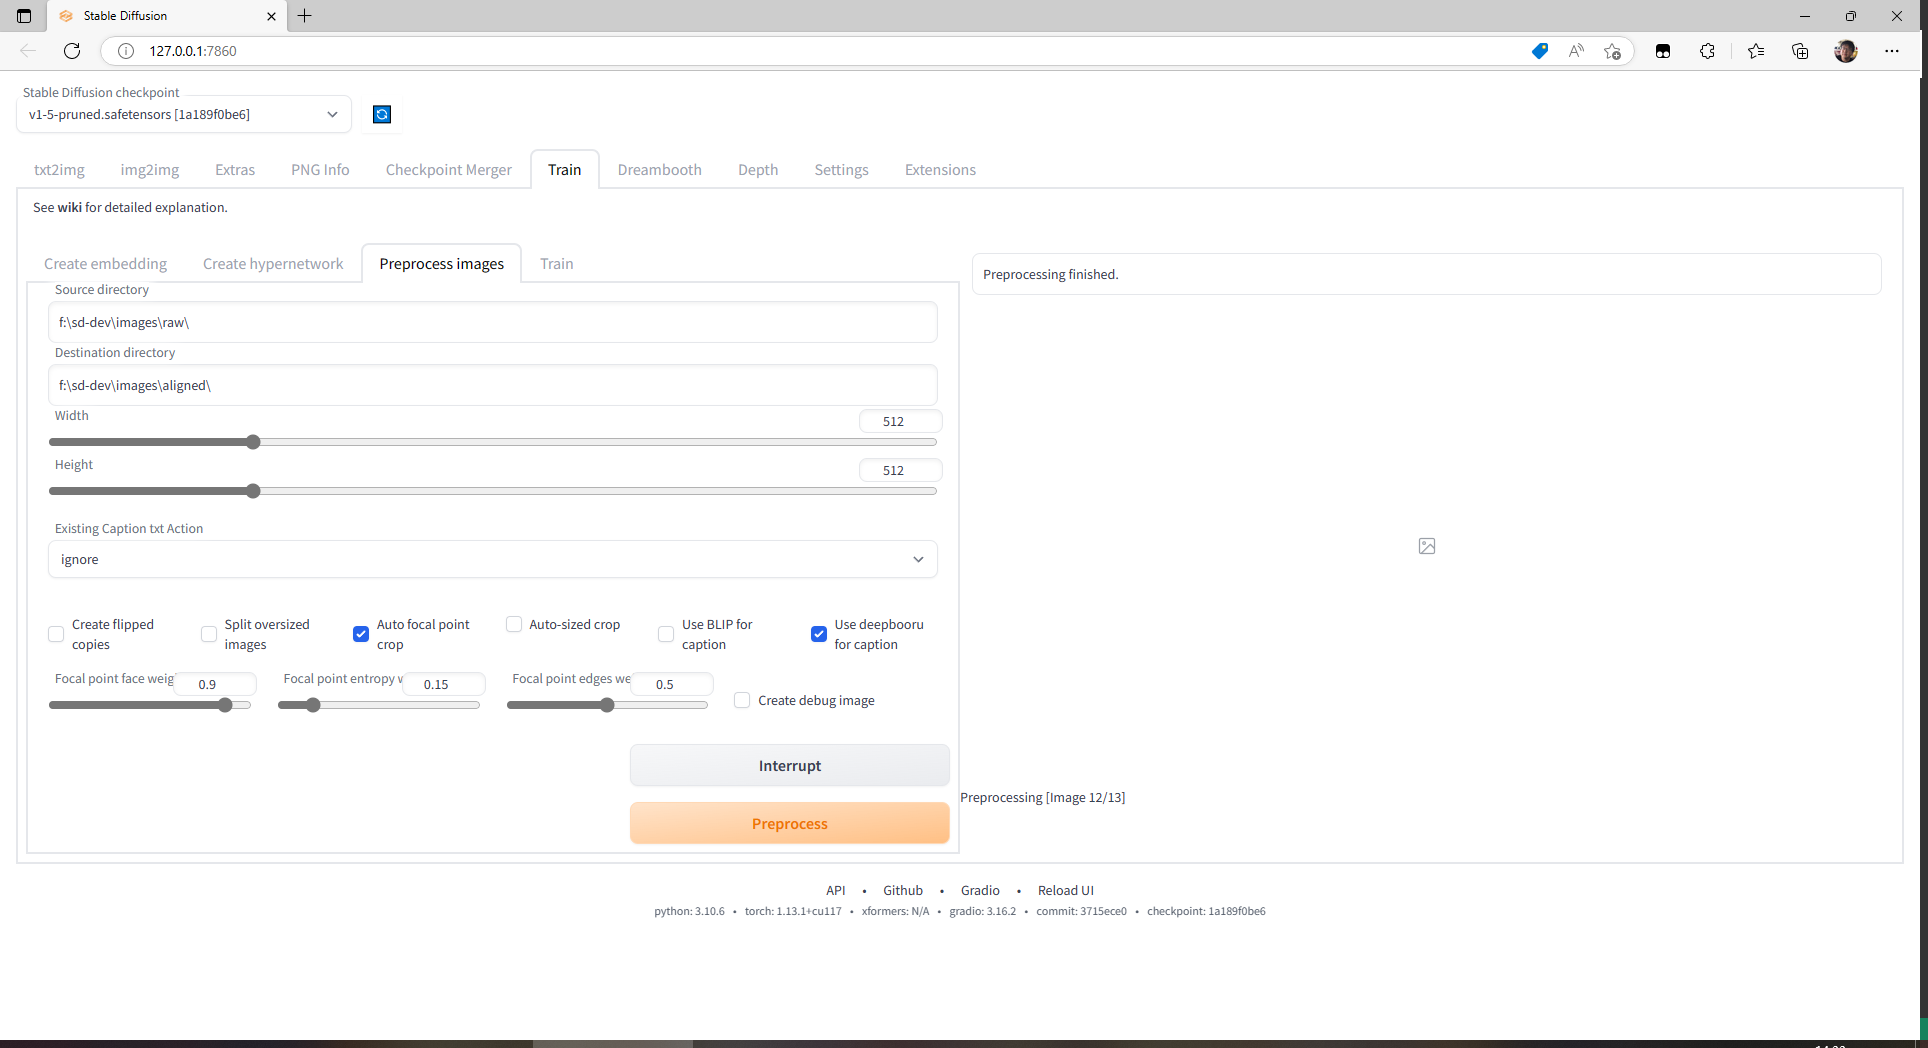 Stable Diffusion
127.0.0.1:7860
Stable Diffusion checkpoint
v1-5-pruned.safetensors [1a189f0be6]
txt2img img2img Extras PNG Info Checkpoint Merger Train Dreambooth Depth Settings Extensions
See wiki for detailed explanation.
Create embedding Create hypernetwork Preprocess images Train
Preprocessing finished.
Source directory
f:\sd-dev\images\raw\
Destination directory
f:\sd-dev\images\aligned\
Width
512
Height
512
Existing Caption txt Action
ignore
Create flipped copies
Split oversized images
Auto focal point crop
Auto-sized crop
Use BLIP for caption
Use deepbooru for caption
Focal point face weig 0.9
Focal point entropy w 0.15
Focal point edges we 0.5
Create debug image
Interrupt
Preprocessing [Image 12/13]
Preprocess
API • Github • Gradio • Reload UI
python: 3.10.6 • torch: 1.13.1+cu117 • xformers: N/A • gradio: 3.16.2 • commit: 3715ece0 • checkpoint: 1a189f0be6